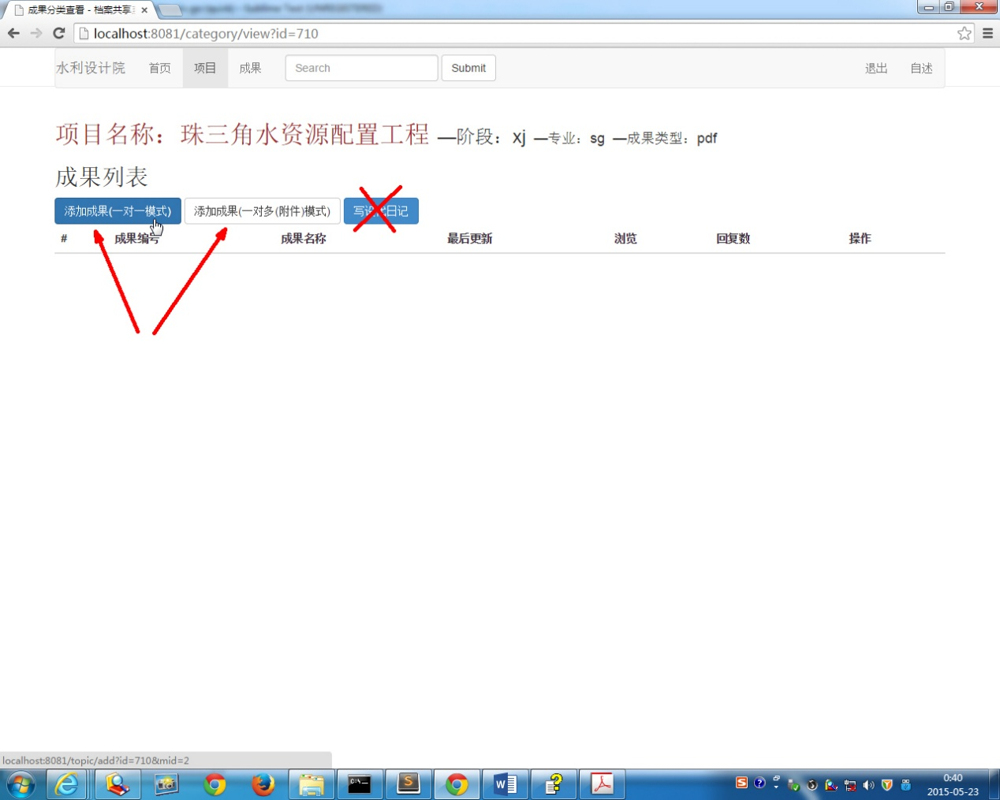 成果分类查看 - 档案共享
localhost:8081/category/view?id=710
水利设计院 首页 项目 成果 Search Submit 退出 自述
项目名称：珠三角水资源配置工程 —阶段：Xj —专业：sg —成果类型：pdf
成果列表
添加成果(一对一模式) 添加成果(一对多(附件)模式) 写设代日记
# 成果编号 成果名称 最后更新 浏览 回复数 操作
localhost:8081/topic/add?id=710&mid=2
0:40
2015-05-23